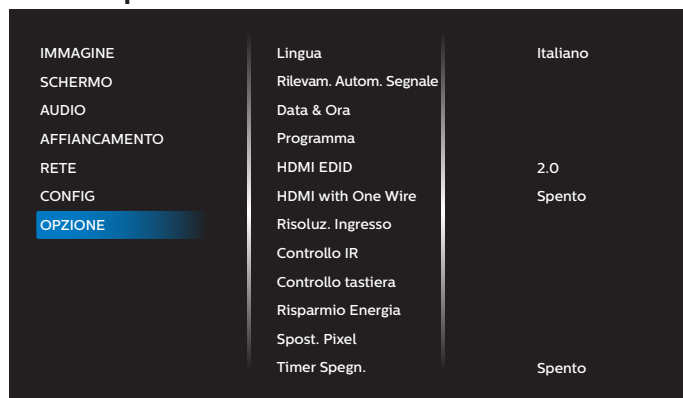 IMMAGINE Lingua Italiano
SCHERMO Rilevam. Autom. Segnale
AUDIO Data & Ora
AFFIANCAMENTO Programma
RETE HDMI EDID 2.0
CONFIG HDMI with One Wire Spento
OPZIONE Risoluz. Ingresso
Controllo IR
Controllo tastiera
Risparmio Energia
Spost. Pixel
Timer Spegn. Spento